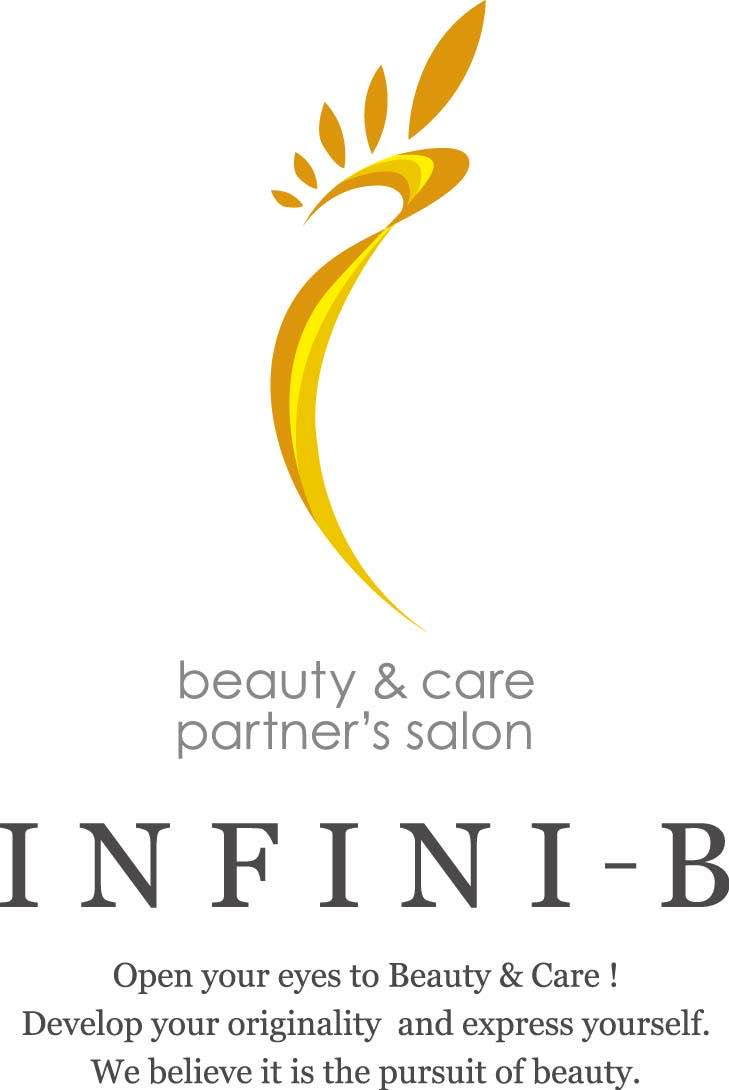 beauty & care
partner's salon
INFINI-B
Open your eyes to Beauty & Care !
Develop your originality  and express yourself.
We believe it is the pursuit of beauty.